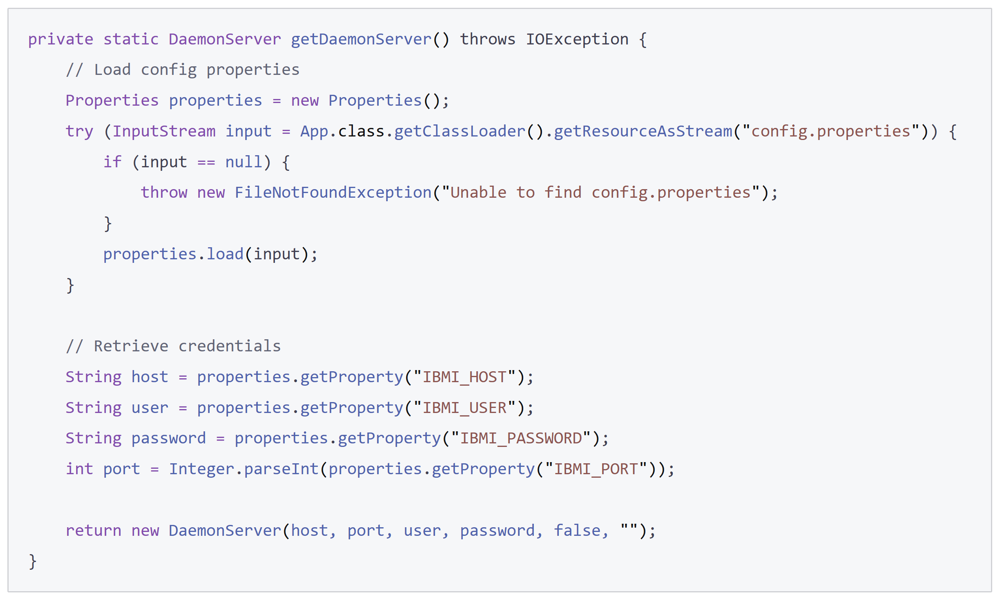 private static DaemonServer getDaemonServer() throws IOException {
    // Load config properties
    Properties properties = new Properties();
    try (InputStream input = App.class.getClassLoader().getResourceAsStream("config.properties")) {
        if (input == null) {
            throw new FileNotFoundException("Unable to find config.properties");
        }
        properties.load(input);
    }

    // Retrieve credentials
    String host = properties.getProperty("IBMI_HOST");
    String user = properties.getProperty("IBMI_USER");
    String password = properties.getProperty("IBMI_PASSWORD");
    int port = Integer.parseInt(properties.getProperty("IBMI_PORT"));

    return new DaemonServer(host, port, user, password, false, "");
}